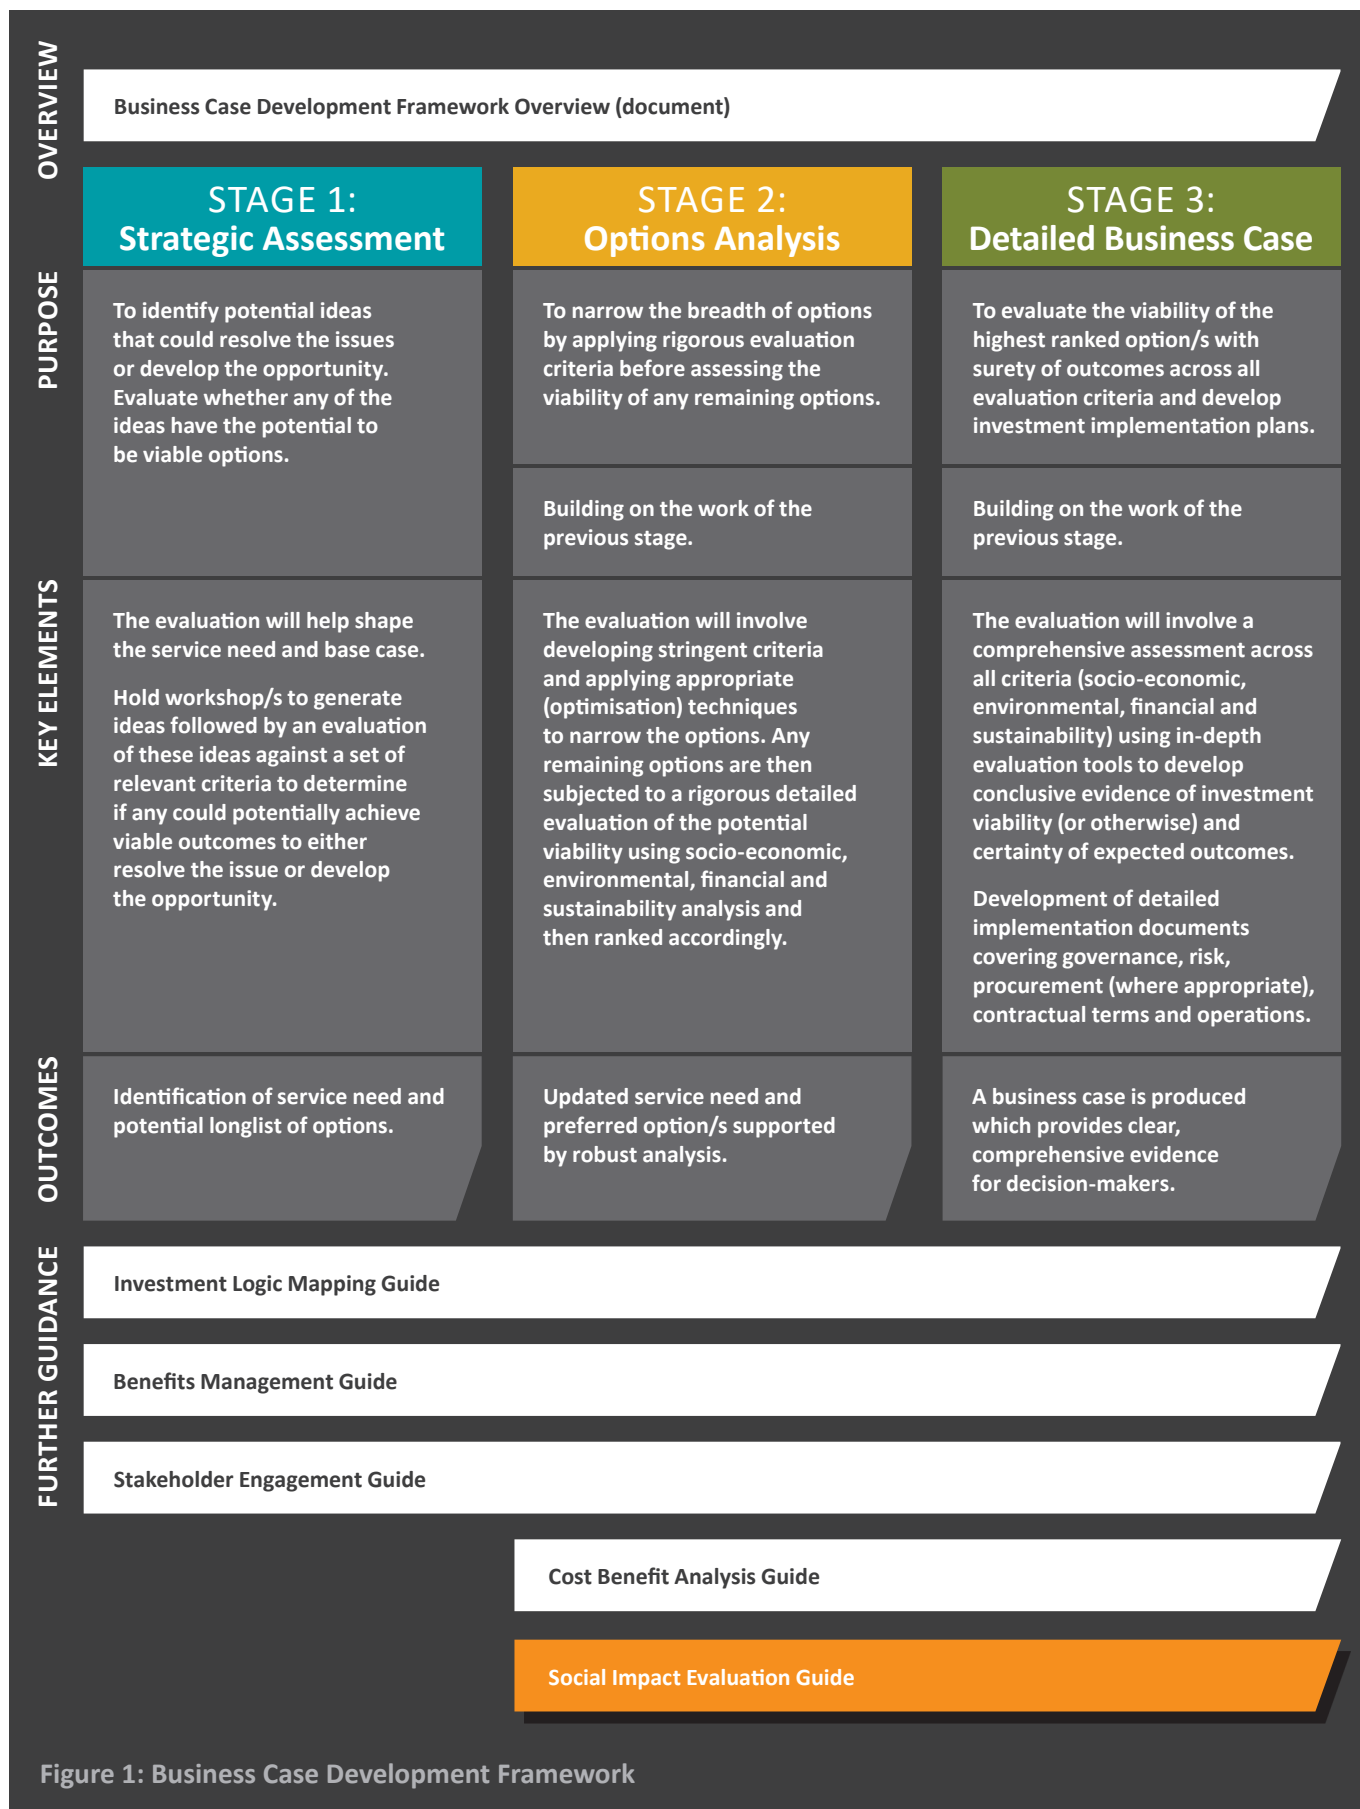 OVERVIEW
Business Case Development Framework Overview (document)
STAGE 1:
Strategic Assessment
STAGE 2:
Options Analysis
STAGE 3:
Detailed Business Case
PURPOSE
To identify potential ideas
that could resolve the issues
or develop the opportunity.
Evaluate whether any of the
ideas have the potential to
be viable options.
To narrow the breadth of options
by applying rigorous evaluation
criteria before assessing the
viability of any remaining options.
Building on the work of the
previous stage.
To evaluate the viability of the
highest ranked option/s with
surety of outcomes across all
evaluation criteria and develop
investment implementation plans.
Building on the work of the
previous stage.
KEY ELEMENTS
The evaluation will help shape
the service need and base case.
Hold workshop/s to generate
ideas followed by an evaluation
of these ideas against a set of
relevant criteria to determine
if any could potentially achieve
viable outcomes to either
resolve the issue or develop
the opportunity.
The evaluation will involve
developing stringent criteria
and applying appropriate
(optimisation) techniques
to narrow the options. Any
remaining options are then
subjected to a rigorous detailed
evaluation of the potential
viability using socio-economic,
environmental, financial and
sustainability analysis and
then ranked accordingly.
The evaluation will involve a
comprehensive assessment across
all criteria (socio-economic,
environmental, financial and
sustainability) using in-depth
evaluation tools to develop
conclusive evidence of investment
viability (or otherwise) and
certainty of expected outcomes.
Development of detailed
implementation documents
covering governance, risk,
procurement (where appropriate),
contractual terms and operations.
OUTCOMES
Identification of service need and
potential longlist of options.
Updated service need and
preferred option/s supported
by robust analysis.
A business case is produced
which provides clear,
comprehensive evidence
for decision-makers.
FURTHER GUIDANCE
Investment Logic Mapping Guide
Benefits Management Guide
Stakeholder Engagement Guide
Cost Benefit Analysis Guide
Social Impact Evaluation Guide
Figure 1: Business Case Development Framework